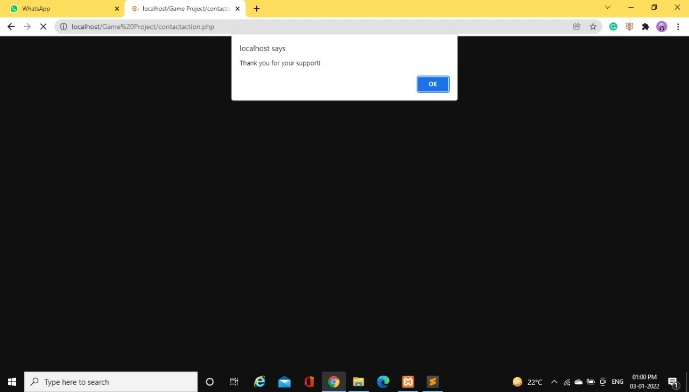 WhatsApp
localhost/Game Project/contacta
localhost/Game%20Project/contactaction.php
localhost says
Thank you for your support!
OK
Type here to search
22°C
ENG
01:00 PM
03-01-2022